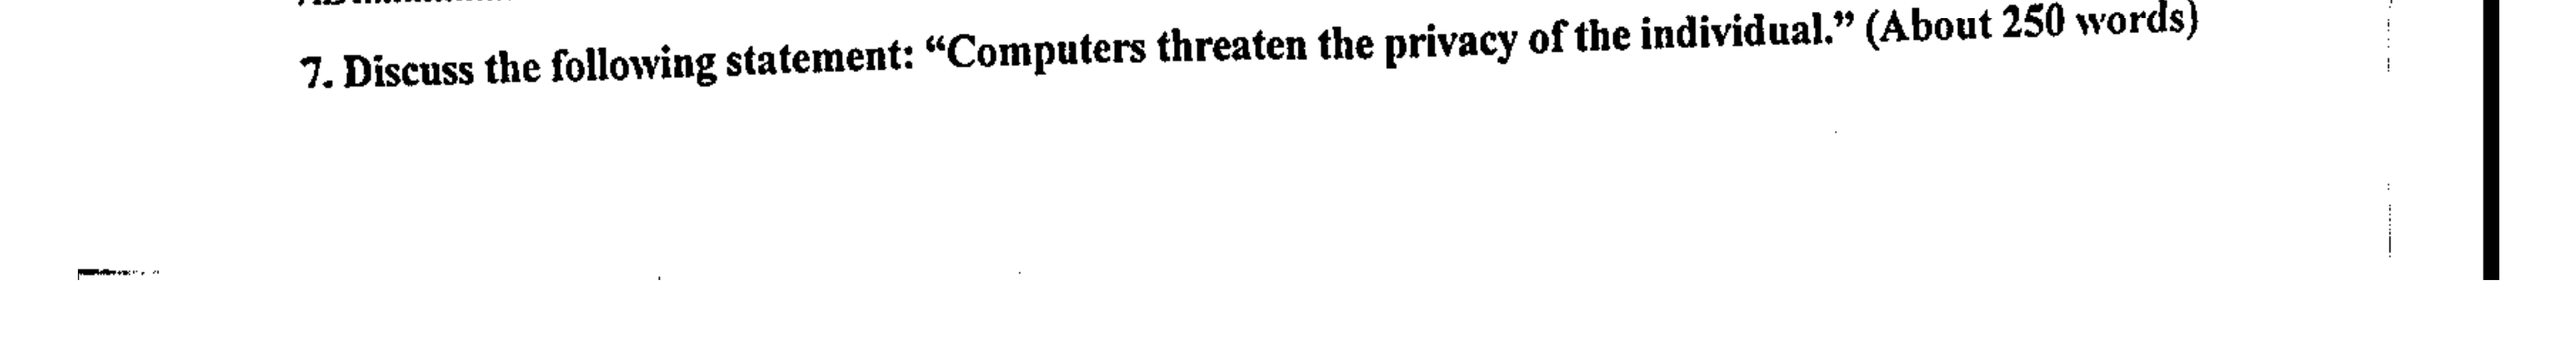 7. Discuss the following statement: “Computers threaten the privacy of the individual.” (About 250 words)